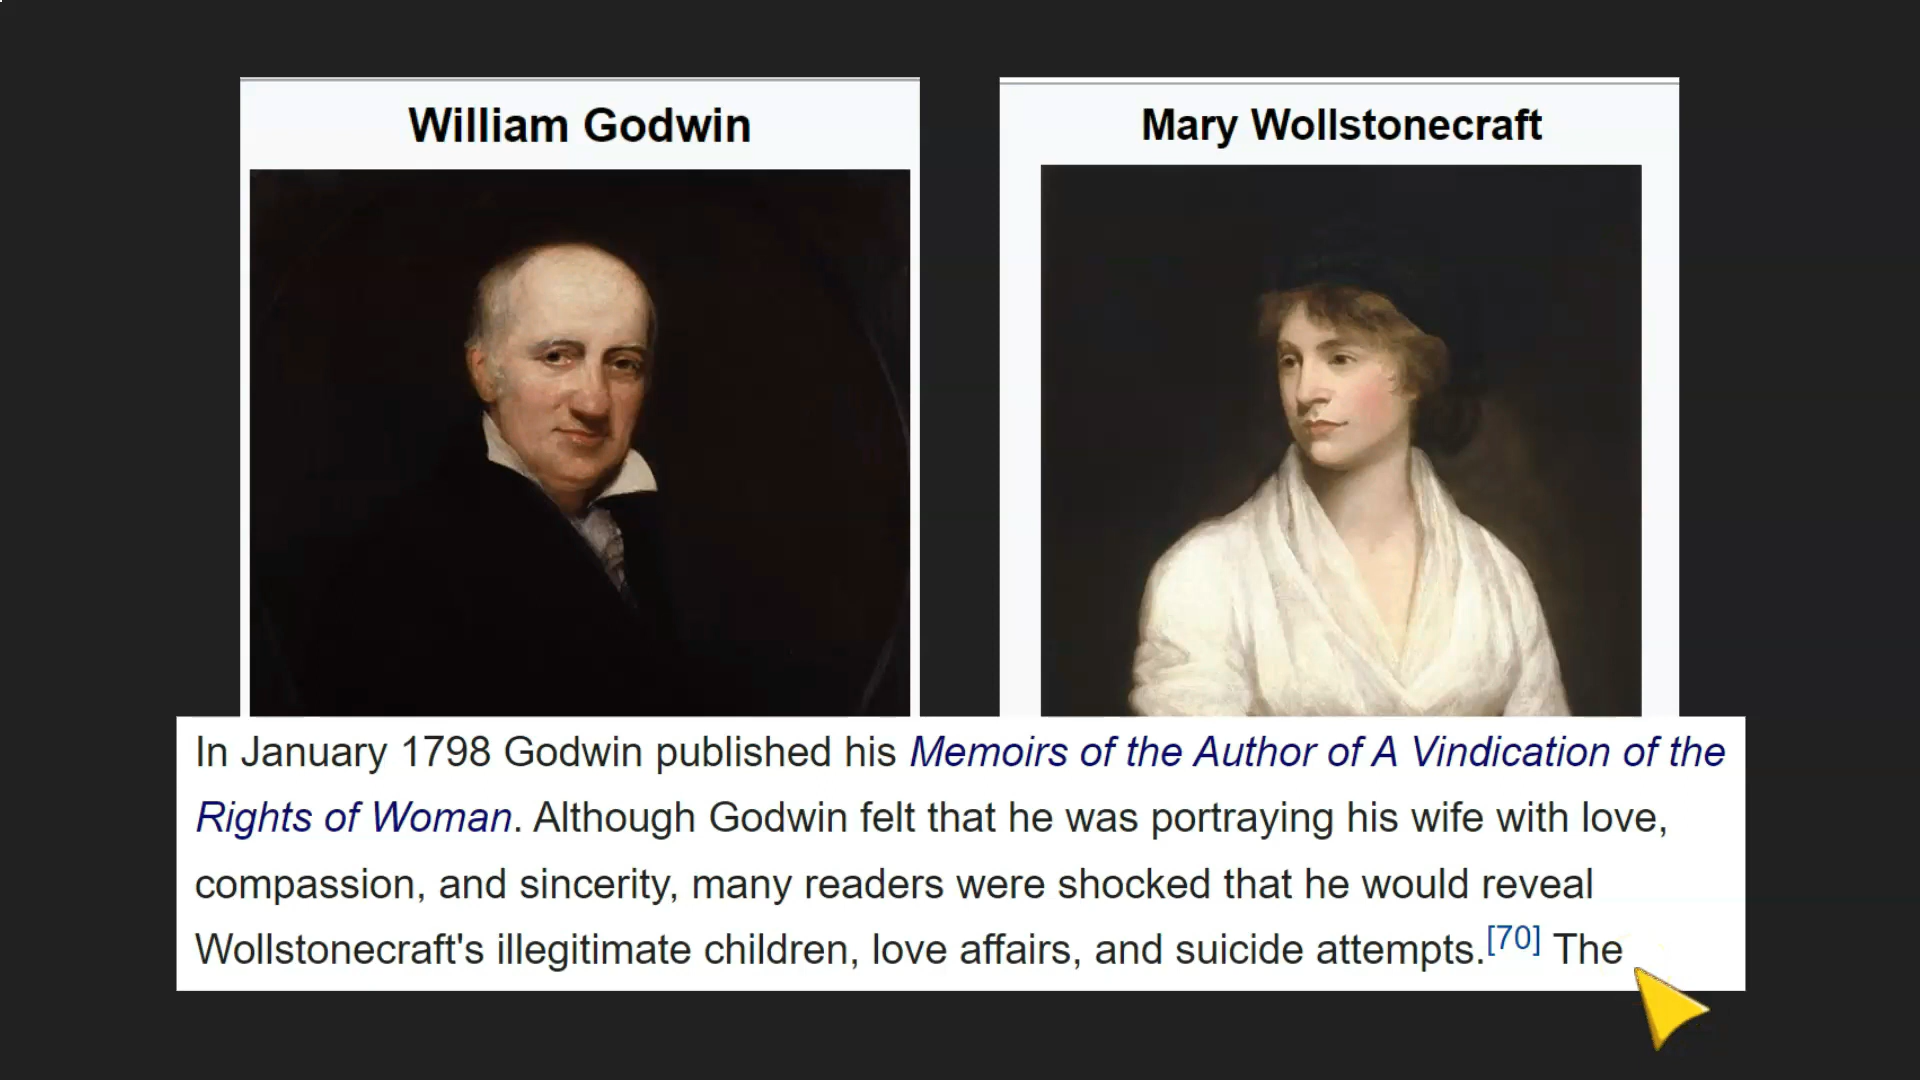 William Godwin
Mary Wollstonecraft
In January 1798 Godwin published his Memoirs of the Author of A Vindication of the
Rights of Woman. Although Godwin felt that he was portraying his wife with love,
compassion, and sincerity, many readers were shocked that he would reveal
Wollstonecraft's illegitimate children, love affairs, and suicide attempts.[70] The